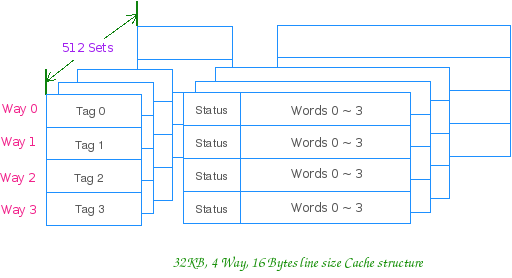 512 Sets
Way 0 Tag 0 Status Words 0 ~ 3
Way 1 Tag 1 Status Words 0 ~ 3
Way 2 Tag 2 Status Words 0 ~ 3
Way 3 Tag 3 Status Words 0 ~ 3
32KB, 4 Way, 16 Bytes line size Cache structure